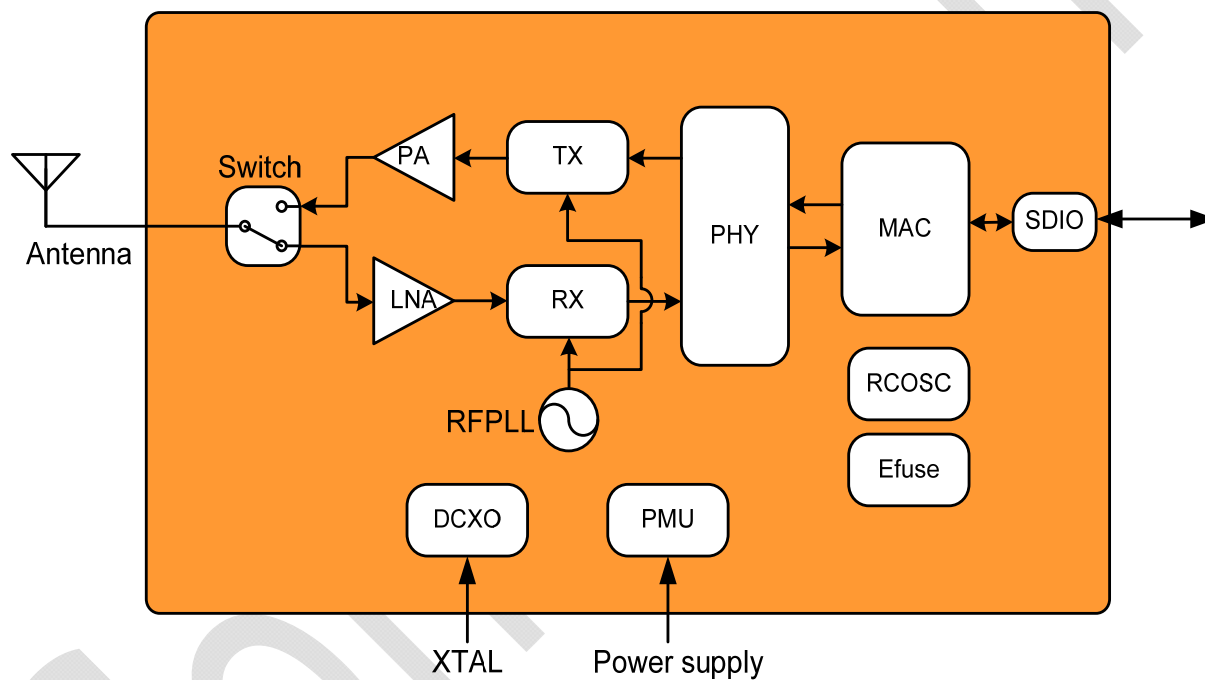 PA
TX
Switch
PHY
MAC
SDIO
Antenna
LNA
RX
RCOSC
RFPLL
Efuse
DCXO
PMU
XTAL
Power supply